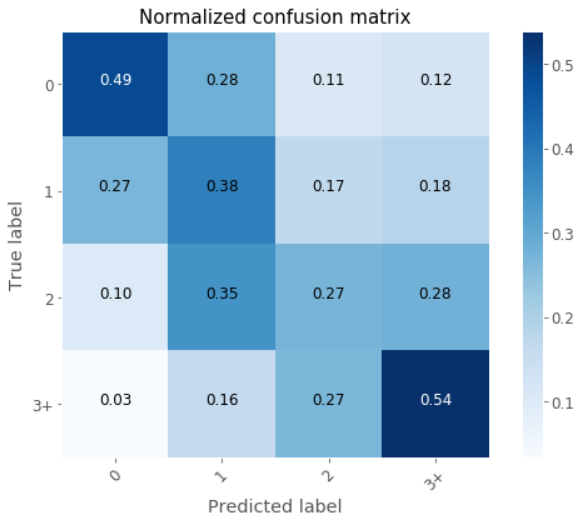 Normalized confusion matrix
True label
0 0.49 0.28 0.11 0.12
1 0.27 0.38 0.17 0.18
2 0.10 0.35 0.27 0.28
3+ 0.03 0.16 0.27 0.54
0 1 2 3+
Predicted label
0.5
0.4
0.3
0.2
0.1